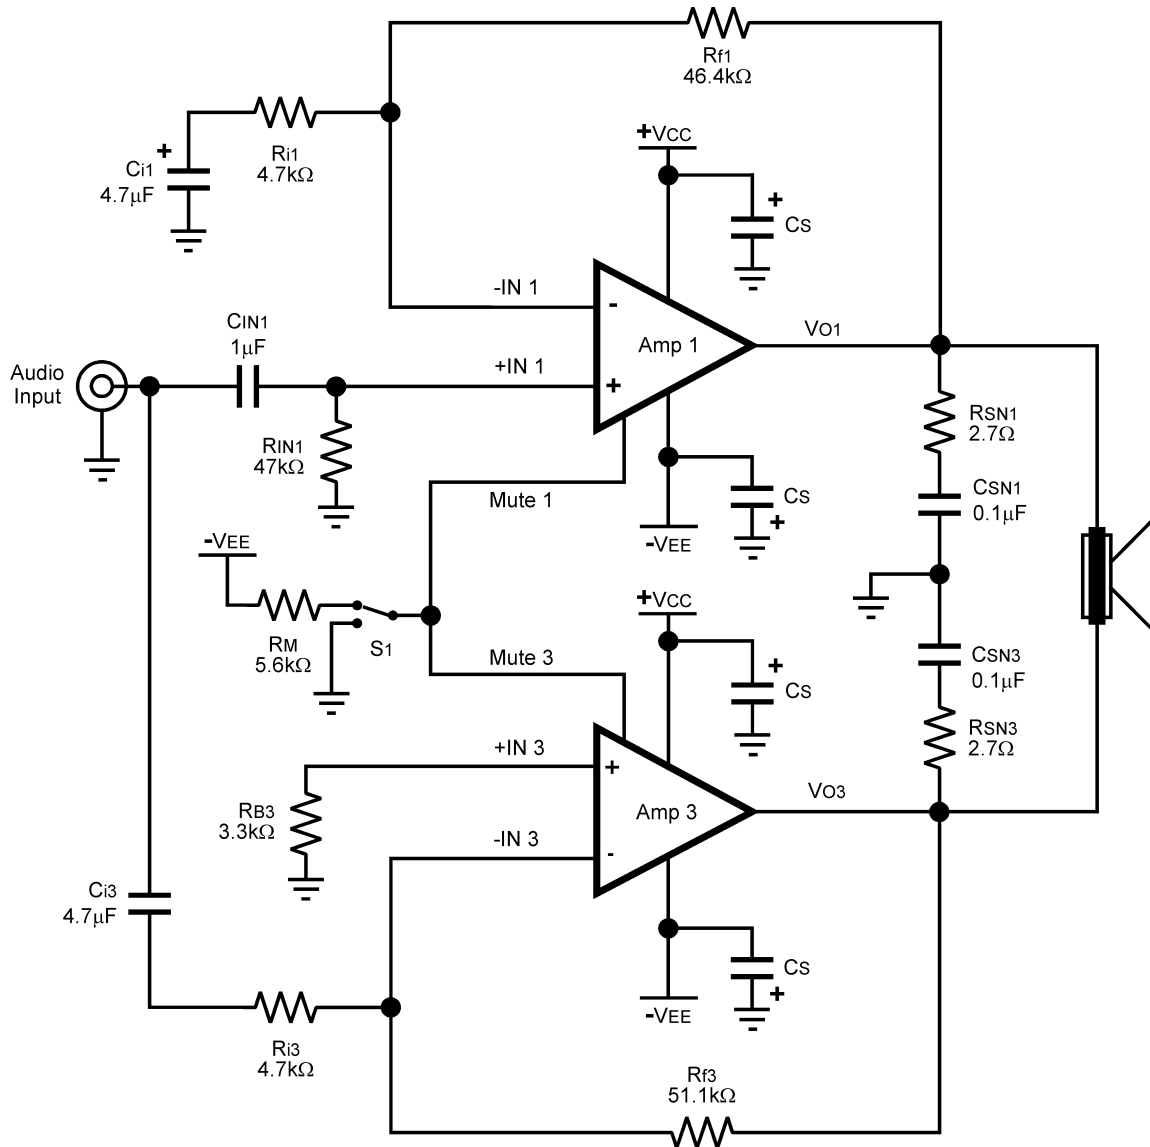 Rf1
46.4kΩ
+VCC
Ri1
4.7kΩ
+
Ci1
4.7µF
+
CS
-IN 1
-
CIN1
1µF
VO1
Amp 1
Audio
Input
+IN 1
+
RSN1
2.7Ω
RIN1
47kΩ
CS
+
Mute 1
CSN1
0.1µF
-VEE
-VEE
+VCC
RM
5.6kΩ
S1
Mute 3
CSN3
0.1µF
+
CS
RSN3
2.7Ω
+IN 3
+
VO3
RB3
3.3kΩ
Amp 3
-IN 3
-
Ci3
4.7µF
CS
+
-VEE
Ri3
4.7kΩ
Rf3
51.1kΩ